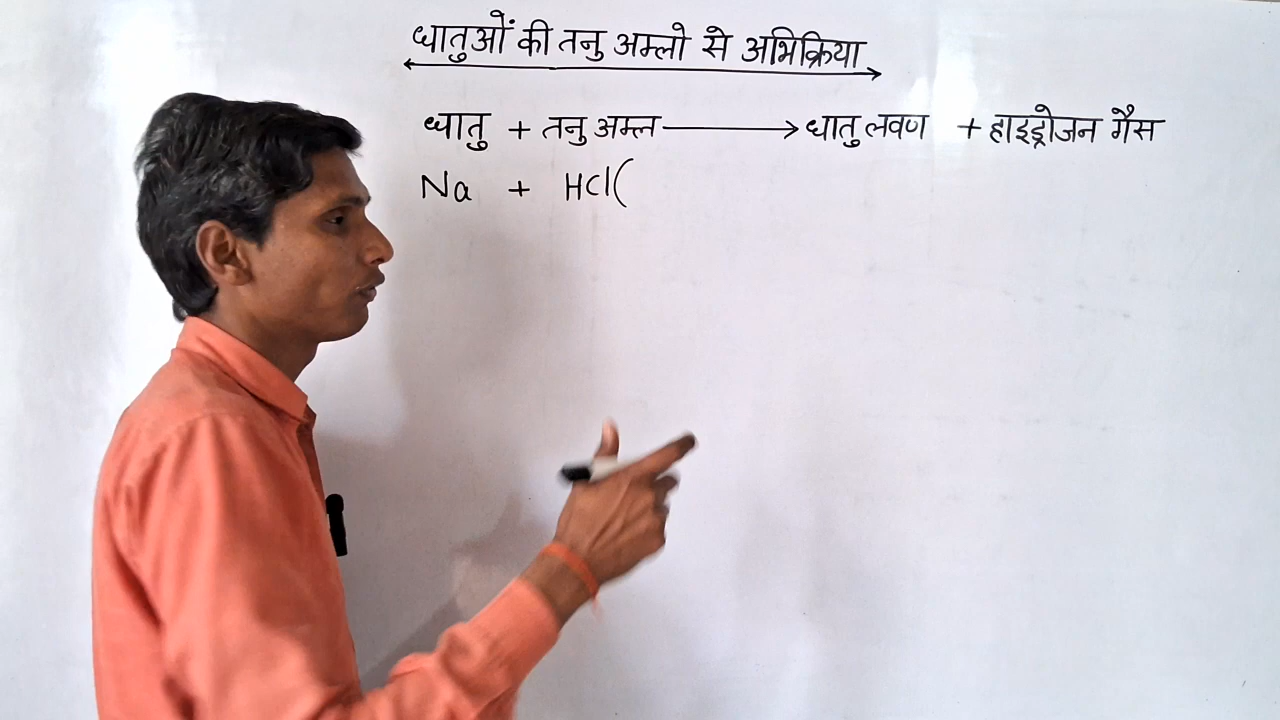 धातुओं की तनु अम्लो से अभिक्रिया
धातु + तनु अम्ल ⟶ धातु लवण + हाइड्रोजन गैस
Na + HCl(